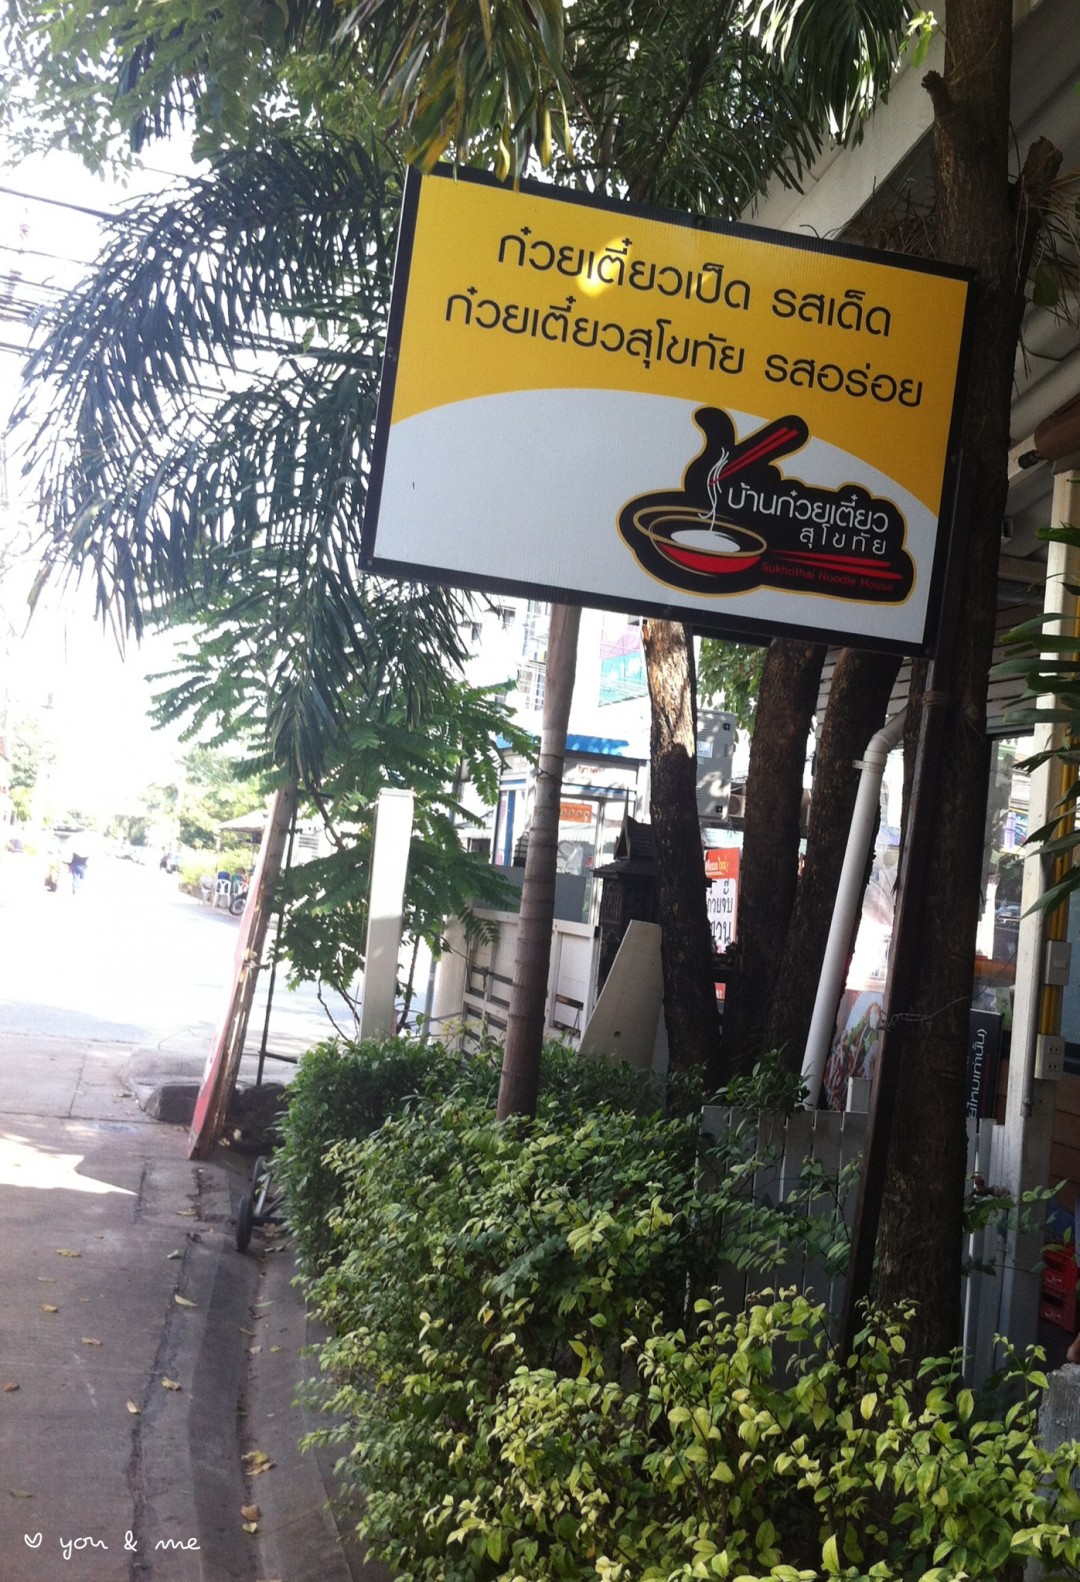 ก๋วยเตี๋ยวเป็ด รสเด็ด
ก๋วยเตี๋ยวสุโขทัย รสอร่อย
บ้านก๋วยเตี๋ยว
สุโขทัย
Sukhothai Noodle House
you & me